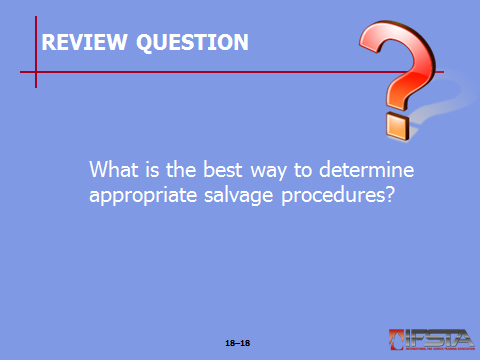 REVIEW QUESTION
What is the best way to determine
appropriate salvage procedures?
18–18
IFSTA